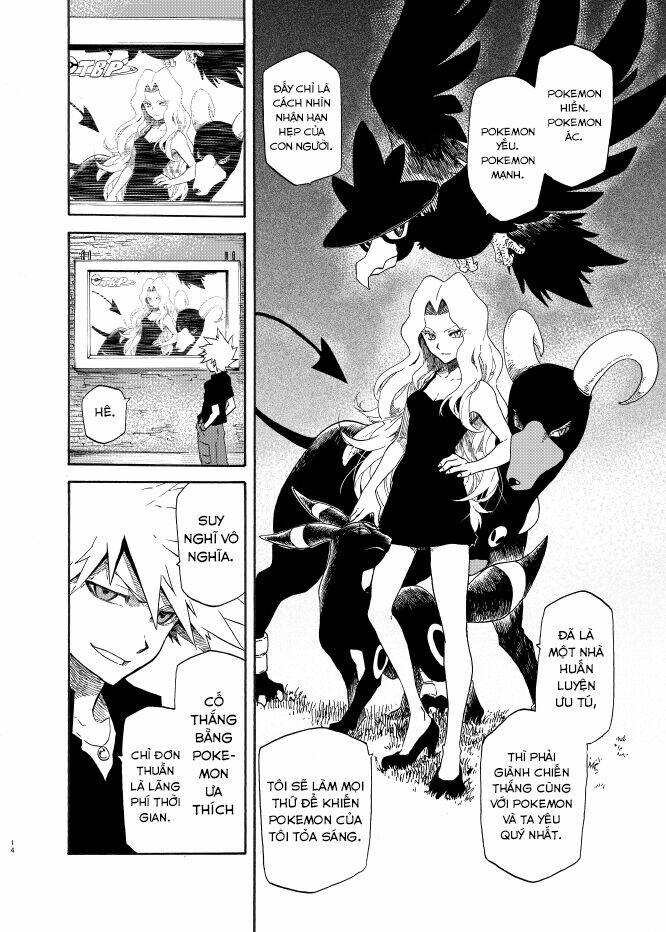 POKEMON
HIỀN.
POKEMON
ÁC.
POKEMON
YẾU.
POKEMON
MẠNH.
ĐẤY CHỈ LÀ
CÁCH NHÌN
NHẬN HẠN
HẸP CỦA
CON NGƯỜI.
ĐÃ LÀ
MỘT NHÀ
HUẤN
LUYỆN
ƯU TÚ,
THÌ PHẢI
GIÀNH CHIẾN
THẮNG CÙNG
VỚI POKEMON
VÀ TA YÊU
QUÝ NHẤT.
TÔI SẼ LÀM MỌI
THỨ ĐỂ KHIẾN
POKEMON CỦA
TÔI TỎA SÁNG.
TBP
TBP
HÊ.
SUY
NGHĨ VÔ
NGHĨA.
CỐ
THẮNG
BẰNG
POKE-
MON
ƯA
THÍCH
CHỈ ĐƠN
THUẦN
LÀ LÃNG
PHÍ THỜI
GIAN.
14